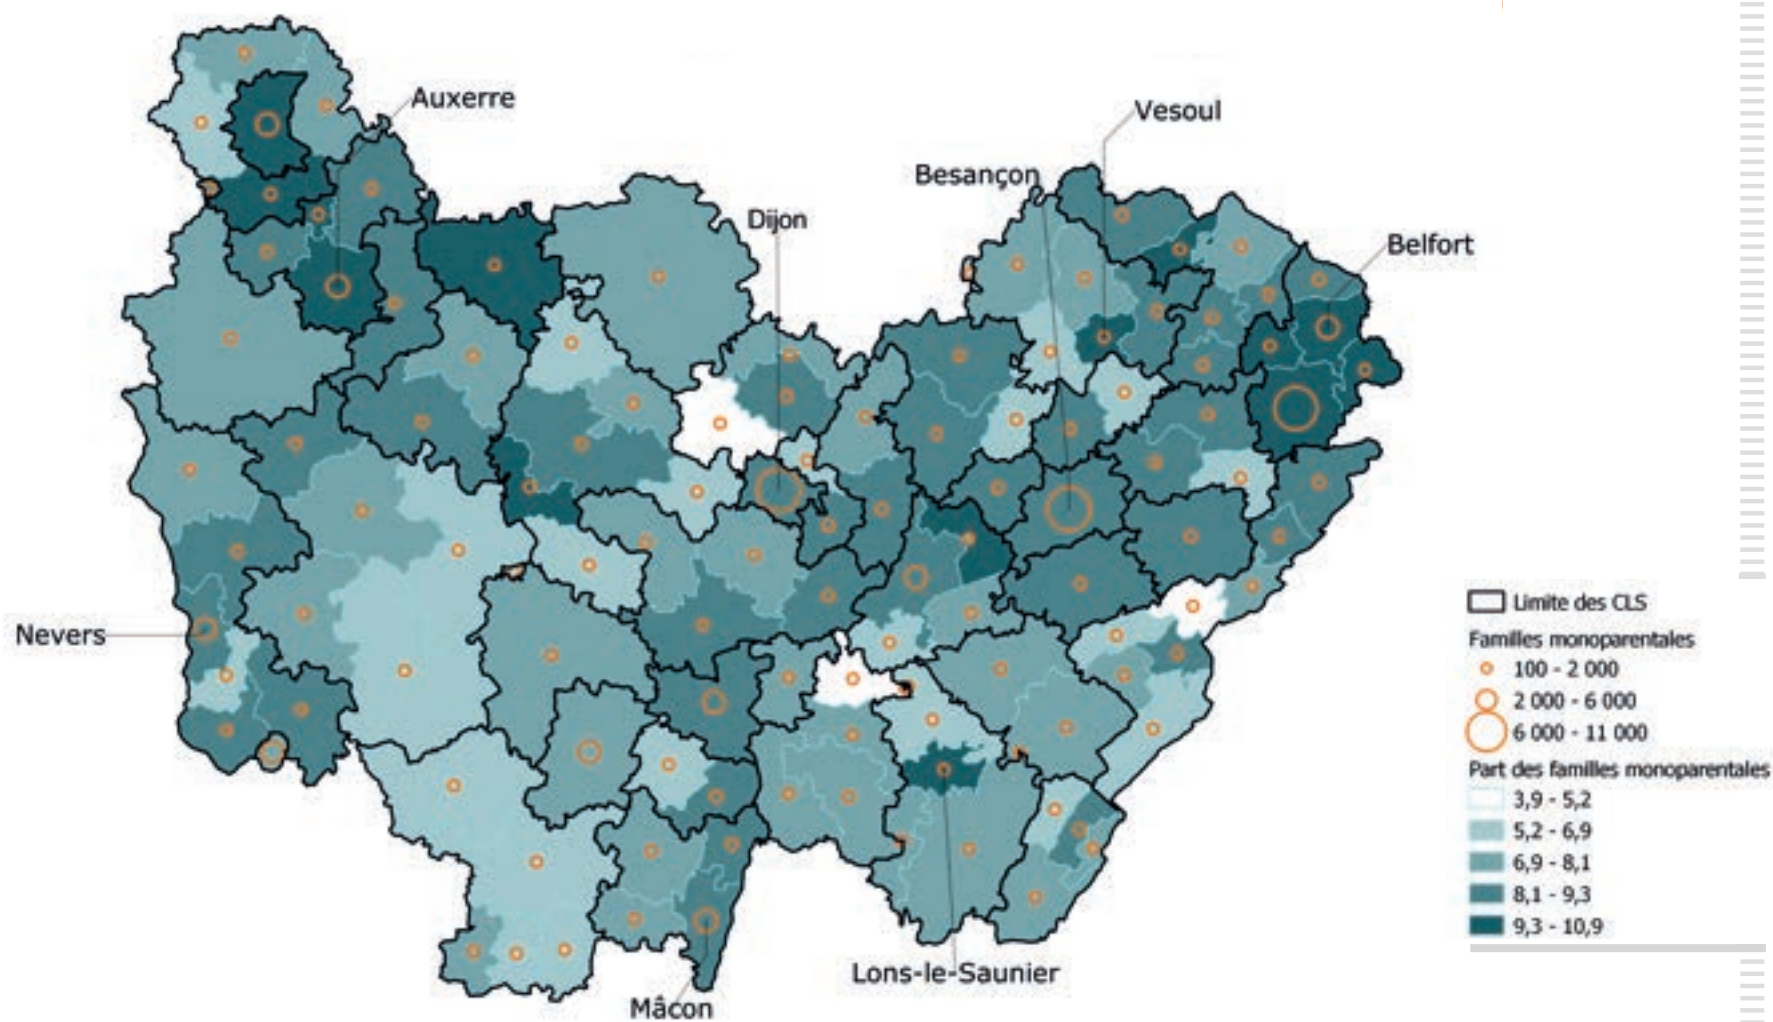 Auxerre
Vesoul
Besançon
Dijon
Belfort
Nevers
Lons-le-Saunier
Mâcon
Limite des CLS
Familles monoparentales
100 - 2 000
2 000 - 6 000
6 000 - 11 000
Part des familles monoparentales
3,9 - 5,2
5,2 - 6,9
6,9 - 8,1
8,1 - 9,3
9,3 - 10,9